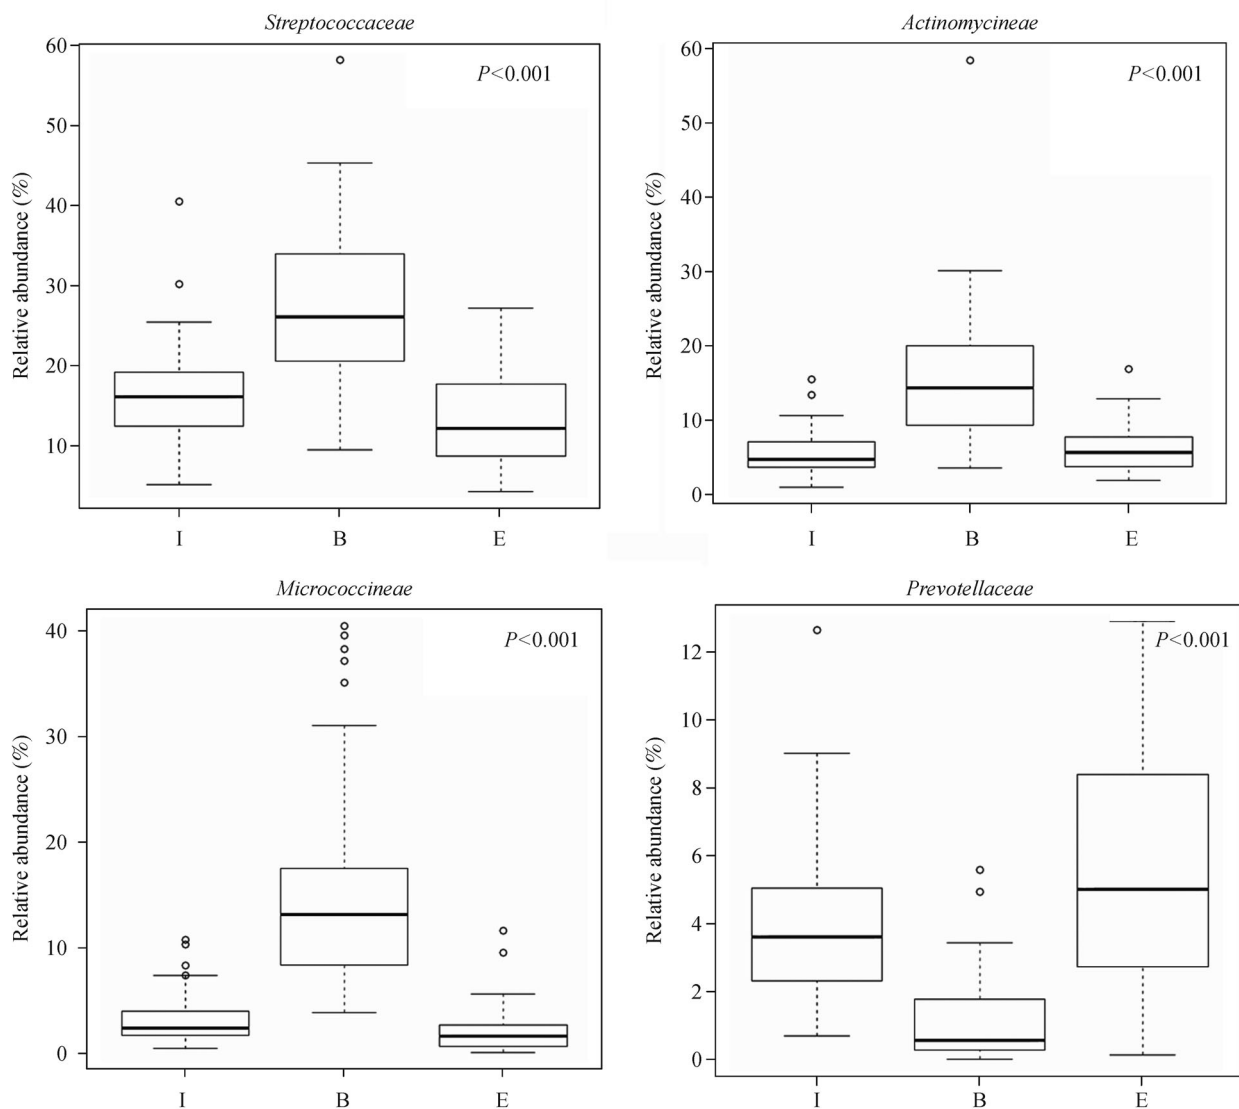 Streptococcaceae
P<0.001
Relative abundance (%)
60
50
40
30
20
10
I B E
Actinomycineae
P<0.001
Relative abundance (%)
60
50
40
30
20
10
0
I B E
Micrococcineae
P<0.001
Relative abundance (%)
40
30
20
10
0
I B E
Prevotellaceae
P<0.001
Relative abundance (%)
12
10
8
6
4
2
0
I B E